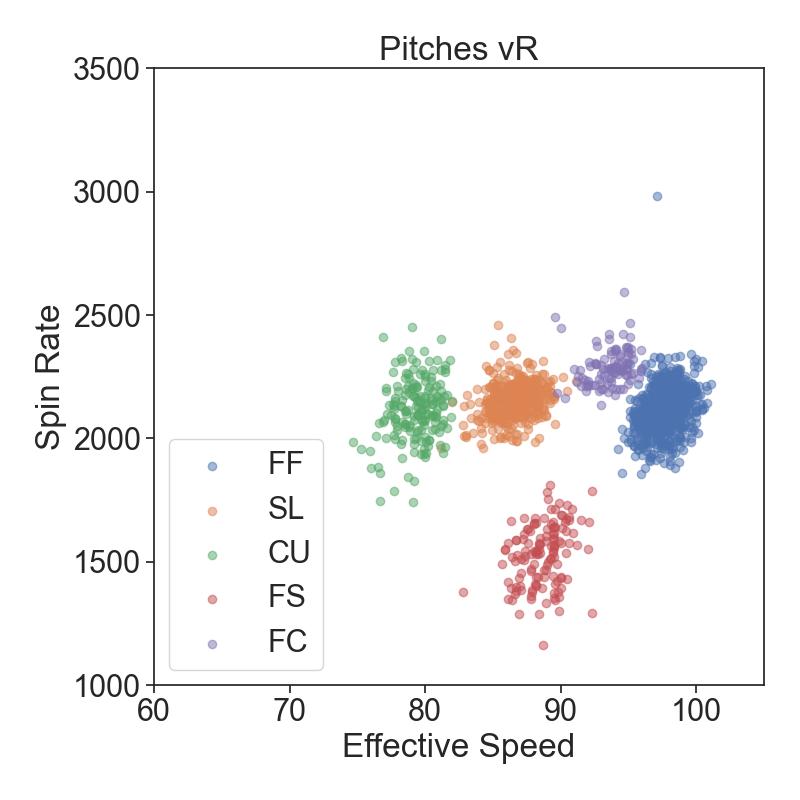 Pitches vR
3500
3000
2500
2000
1500
1000
Spin Rate
FF
SL
CU
FS
FC
60 70 80 90 100
Effective Speed